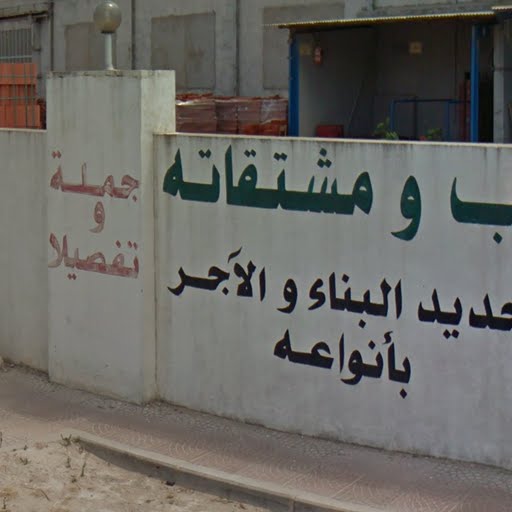 ب و مشتقاته
حديد البناء و الآجر
بأنواعه
جملة
و
تفصيلا